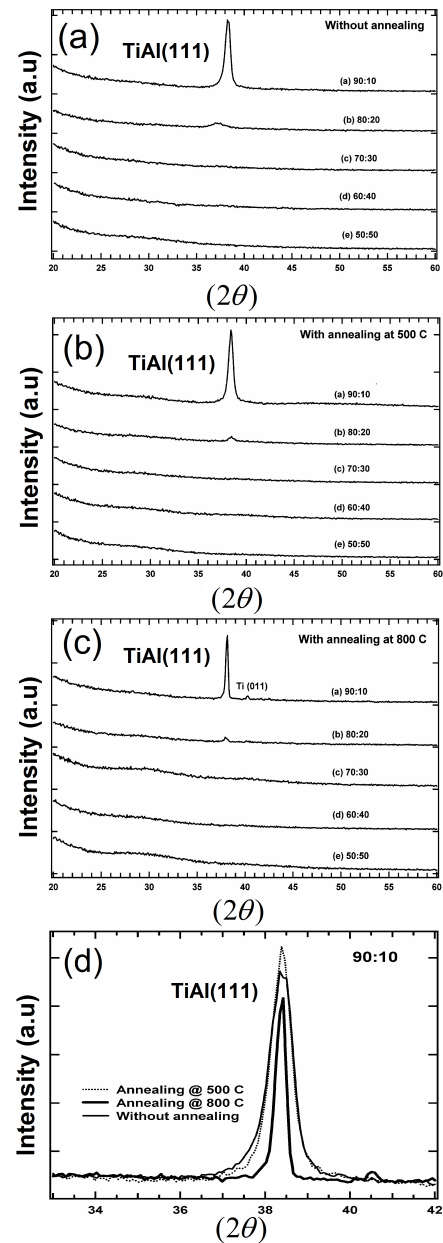 (a)
Without annealing
TiAl(111)
(a) 90:10
(b) 80:20
(c) 70:30
(d) 60:40
(e) 50:50
Intensity (a.u)
20 25 30 35 40 45 50 55 60
(2θ)
(b)
With annealing at 500 C
TiAl(111)
(a) 90:10
(b) 80:20
(c) 70:30
(d) 60:40
(e) 50:50
Intensity (a.u)
20 25 30 35 40 45 50 55 60
(2θ)
(c)
With annealing at 800 C
TiAl(111)
Ti (011)
(a) 90:10
(b) 80:20
(c) 70:30
(d) 60:40
(e) 50:50
Intensity (a.u)
20 25 30 35 40 45 50 55 60
(2θ)
(d)
90:10
TiAl(111)
Annealing @ 500 C
Annealing @ 800 C
Without annealing
Intensity (a.u)
34 36 38 40 42
(2θ)